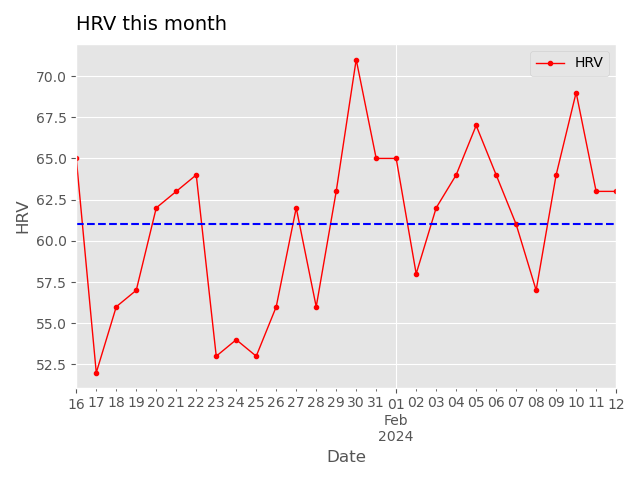 HRV this month
HRV
70.0
67.5
65.0
62.5
60.0
57.5
55.0
52.5
HRV
16 17 18 19 20 21 22 23 24 25 26 27 28 29 30 31 01 02 03 04 05 06 07 08 09 10 11 12
Feb
2024
Date